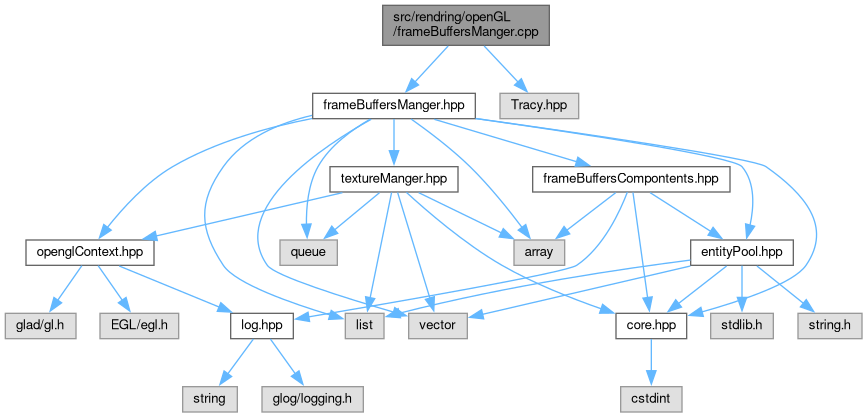 src/rendring/openGL
/frameBuffersManger.cpp
frameBuffersManger.hpp
Tracy.hpp
textureManger.hpp
frameBuffersCompontents.hpp
openglContext.hpp
queue
array
entityPool.hpp
glad/gl.h
EGL/egl.h
log.hpp
list
vector
core.hpp
stdlib.h
string.h
string
glog/logging.h
cstdint